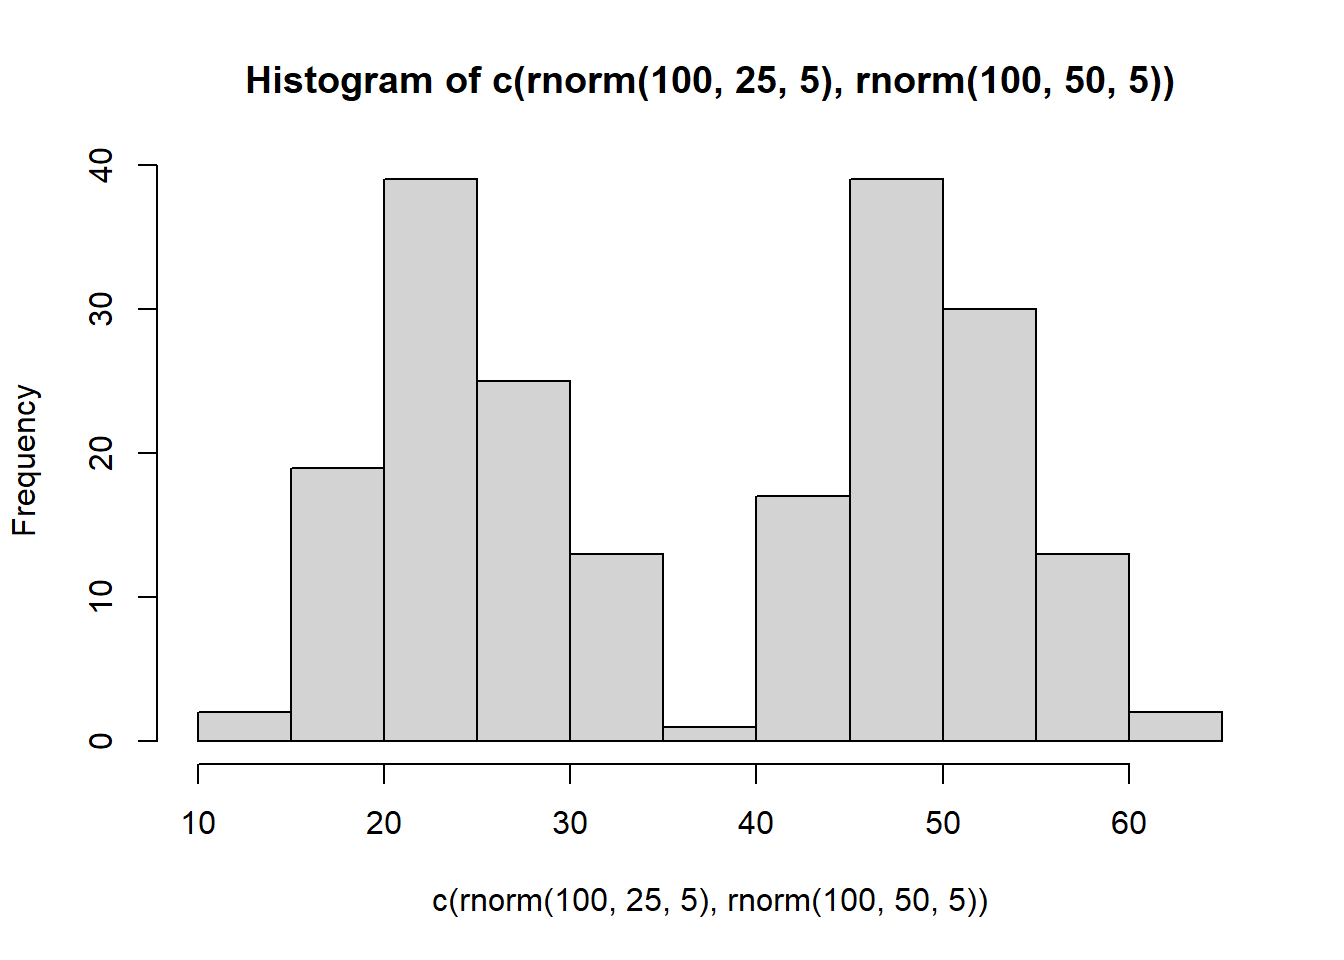 Histogram of c(rnorm(100, 25, 5), rnorm(100, 50, 5))
40
30
20
10
0
Frequency
10 20 30 40 50 60
c(rnorm(100, 25, 5), rnorm(100, 50, 5))